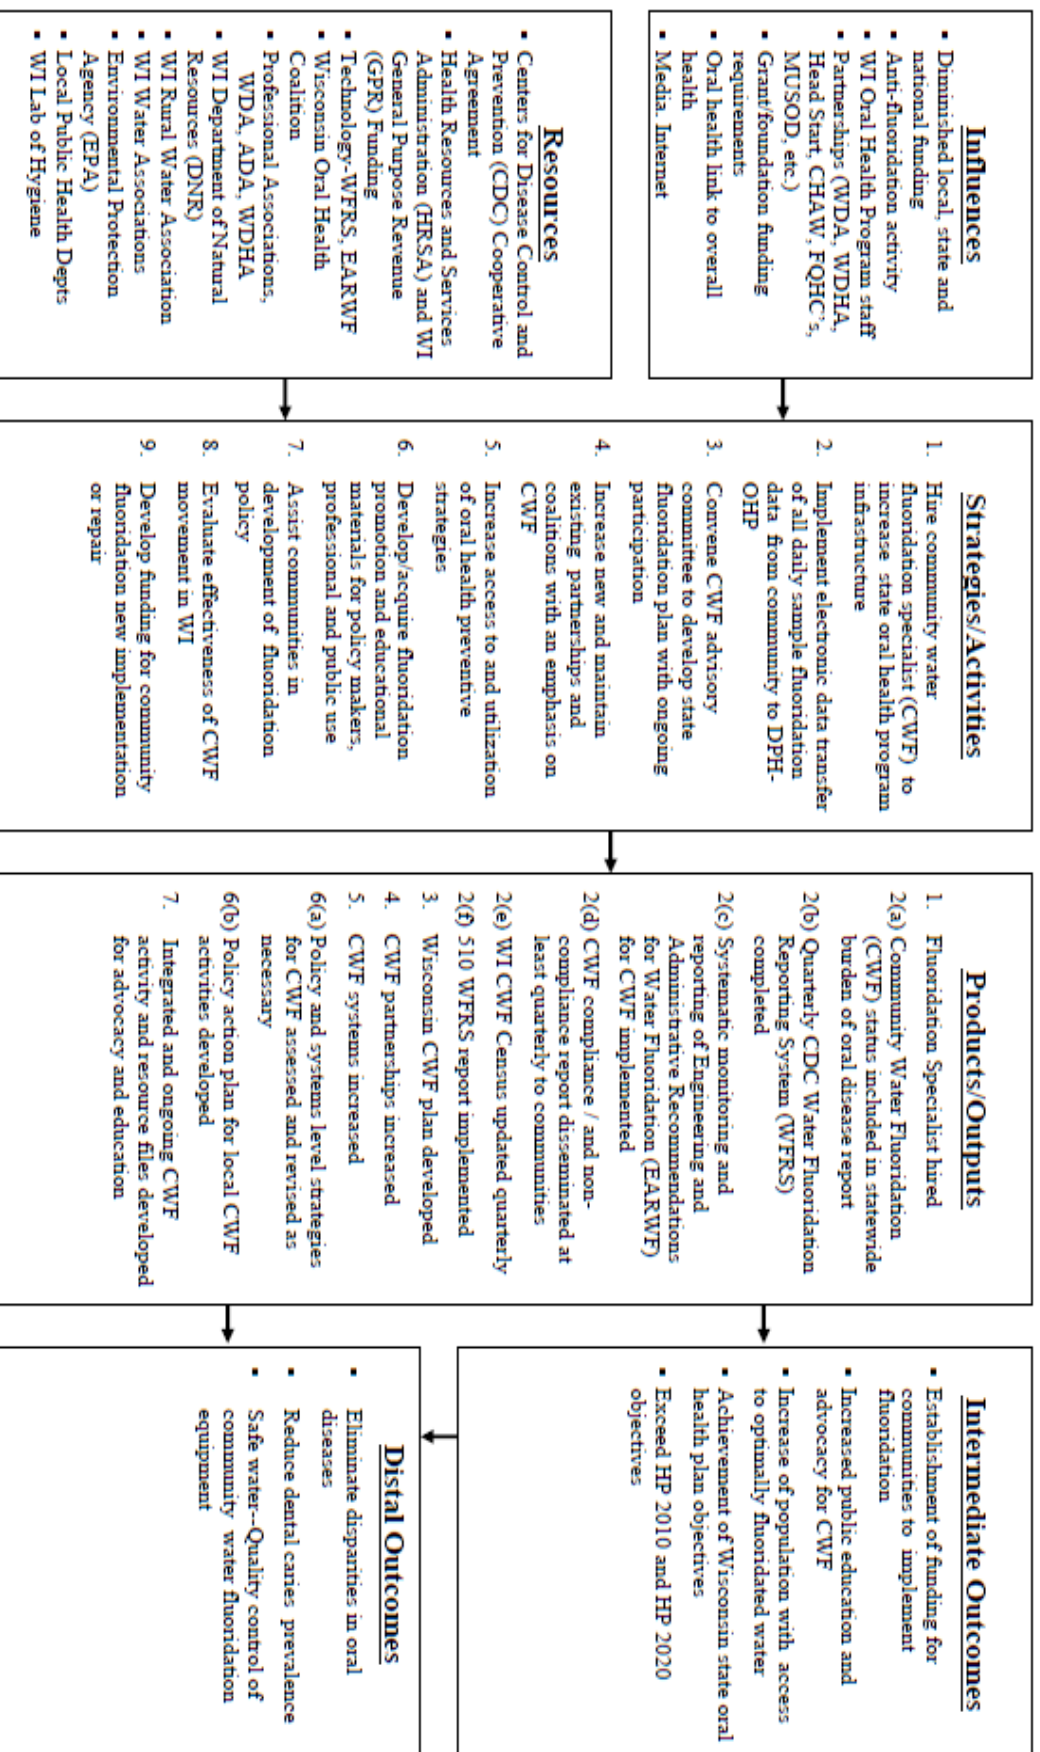 Influences
▪ Diminished local, state and
national funding
▪ Anti-fluoridation activity
▪ WI Oral Health Program staff
▪ Partnerships (WDA, WDHA,
Head Start, CHAW, FQHC's,
MUSOD, etc.)
▪ Grant/foundation funding
requirements
▪ Oral health link to overall
health
▪ Media. Internet
Resources
▪ Centers for Disease Control and
Prevention (CDC) Cooperative
Agreement
▪ Health Resources and Services
Administration (HRSA) and WI
General Purpose Revenue
(GPR) Funding
▪ Technology-WFRS, EARWF
▪ Wisconsin Oral Health
Coalition
▪ Professional Associations,
WDA, ADA, WDHA
▪ WI Department of Natural
Resources (DNR)
▪ WI Rural Water Association
▪ WI Water Associations
▪ Environmental Protection
Agency (EPA)
▪ Local Public Health Depts
▪ WI Lab of Hygiene
Strategies/Activities
1. Hire community water
fluoridation specialist (CWF) to
increase state oral health program
infrastructure
2. Implement electronic data transfer
of all daily sample fluoridation
data from community to DPH-
OHP
3. Convene CWF advisory
committee to develop state
fluoridation plan with ongoing
participation
4. Increase new and maintain
existing partnerships and
coalitions with an emphasis on
CWF
5. Increase access to and utilization
of oral health preventive
strategies
6. Develop/acquire fluoridation
promotion and educational
materials for policy makers,
professional and public use
7. Assist communities in
development of fluoridation
policy
8. Evaluate effectiveness of CWF
movement in WI
9. Develop funding for community
fluoridation new implementation
or repair
Products/Outputs
1. Fluoridation Specialist hired
2(a) Community Water Fluoridation
(CWF) status included in statewide
burden of oral disease report
2(b) Quarterly CDC Water Fluoridation
Reporting System (WFRS)
completed
2(c) Systematic monitoring and
reporting of Engineering and
Administrative Recommendations
for Water Fluoridation (EARWF)
for CWF implemented
2(d) CWF compliance / and non-
compliance report disseminated at
least quarterly to communities
2(e) WI CWF Census updated quarterly
2(f) 510 WFRS report implemented
3. Wisconsin CWF plan developed
4. CWF partnerships increased
5. CWF systems increased
6(a) Policy and systems level strategies
for CWF assessed and revised as
necessary
6(b) Policy action plan for local CWF
activities developed
7. Integrated and ongoing CWF
activity and resource files developed
for advocacy and education
Intermediate Outcomes
▪ Establishment of funding for
communities to implement
fluoridation
▪ Increased public education and
advocacy for CWF
▪ Increase of population with access
to optimally fluoridated water
▪ Achievement of Wisconsin state oral
health plan objectives
▪ Exceed HP 2010 and HP 2020
objectives
Distal Outcomes
▪ Eliminate disparities in oral
diseases
▪ Reduce dental caries prevalence
▪ Safe water--Quality control of
community water fluoridation
equipment